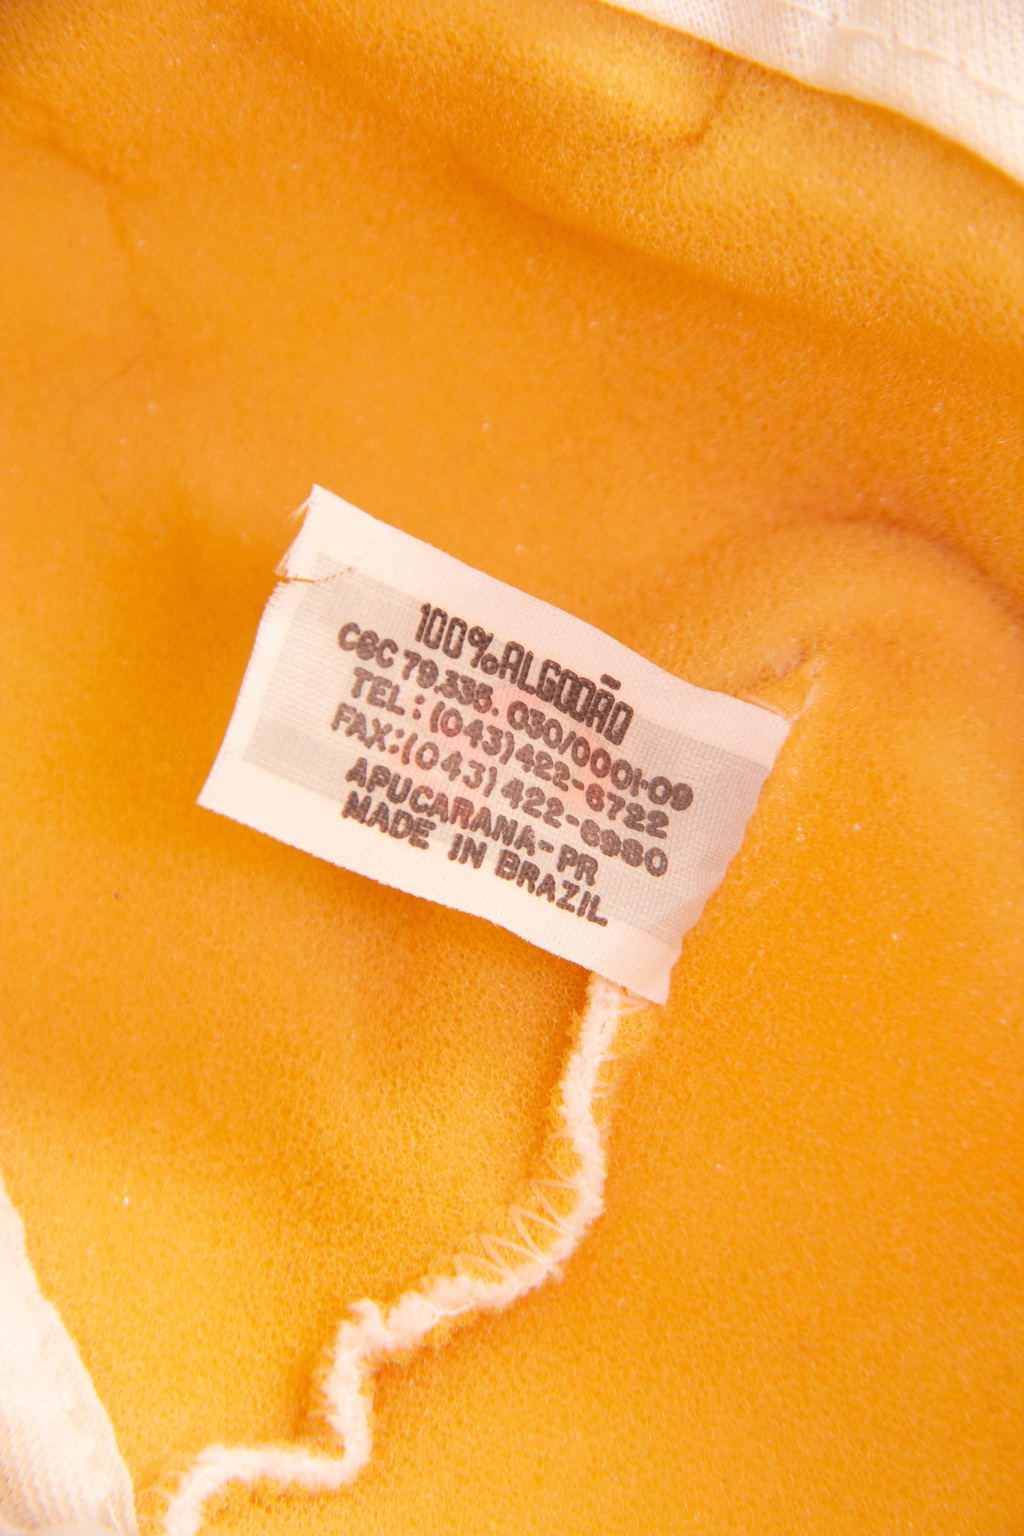 100% ALGODÃO
CGC 79.335.030/0001-09
TEL: (043) 422-6722
FAX: (043) 422-6980
APUCARANA-PR
MADE IN BRAZIL